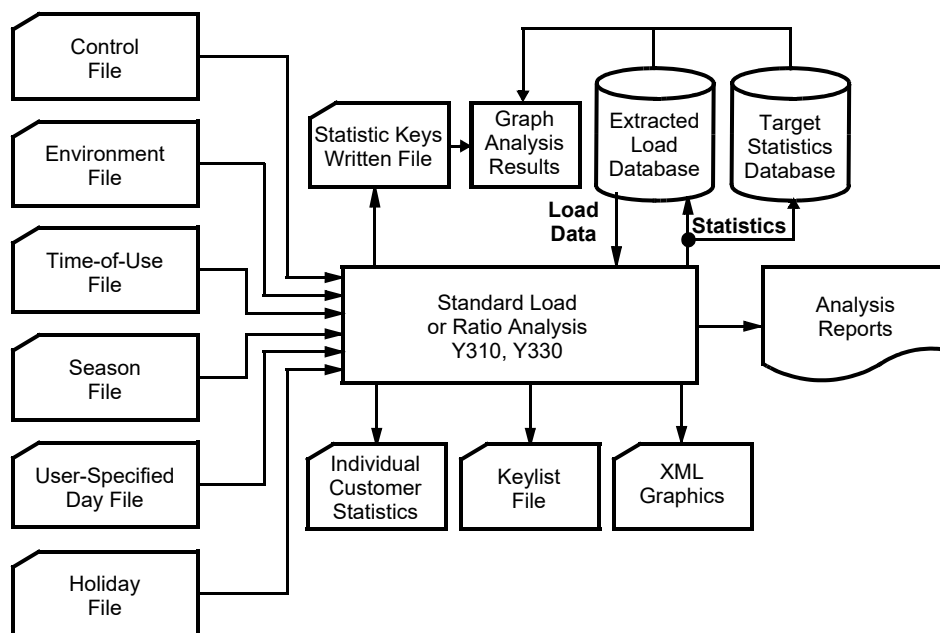 Control
File
Environment
File
Time-of-Use
File
Season
File
User-Specified
Day File
Holiday
File
Statistic Keys
Written File
Graph
Analysis
Results
Extracted
Load
Database
Target
Statistics
Database
Load
Data
Statistics
Standard Load
or Ratio Analysis
Y310, Y330
Analysis
Reports
Individual
Customer
Statistics
Keylist
File
XML
Graphics